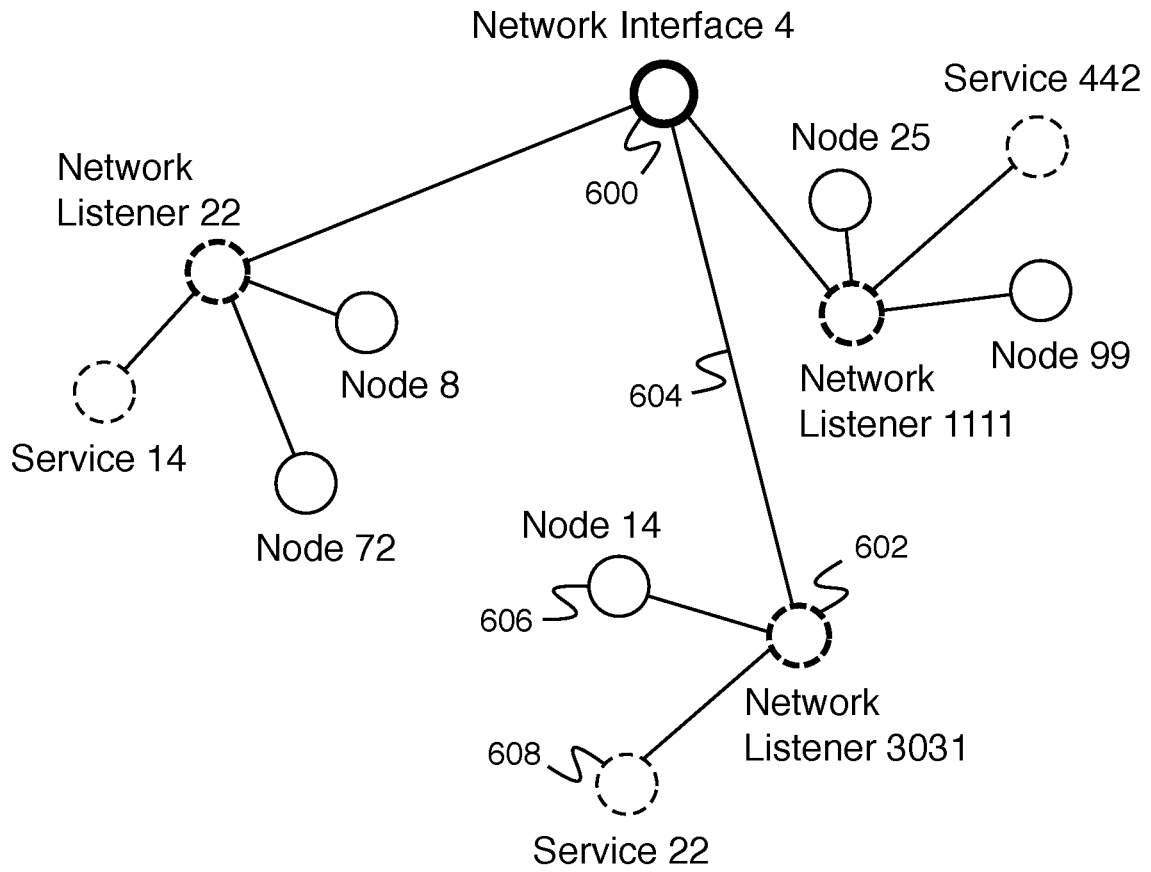 Network Interface 4
Service 442
Node 25
Network
Listener 22
600
Node 99
Node 8
604
Network
Listener 1111
Service 14
Node 72
Node 14
602
606
Network
Listener 3031
608
Service 22